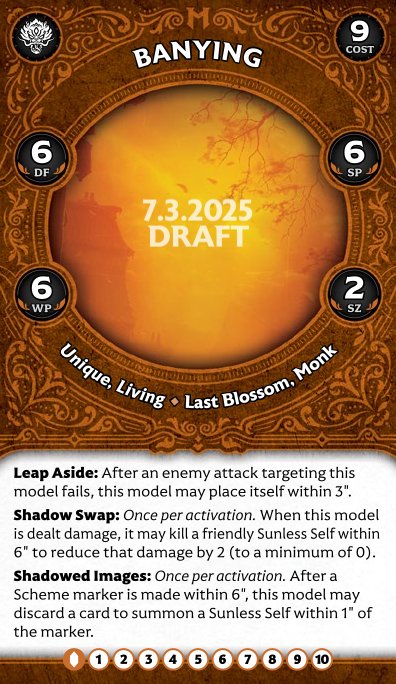 9
COST
BANYING
6
DF
6
SP
7.3.2025
DRAFT
6
WP
2
SZ
Unique, Living ◆ Last Blossom, Monk
Leap Aside: After an enemy attack targeting this
model fails, this model may place itself within 3".
Shadow Swap: Once per activation. When this model
is dealt damage, it may kill a friendly Sunless Self within
6" to reduce that damage by 2 (to a minimum of 0).
Shadowed Images: Once per activation. After a
Scheme marker is made within 6", this model may
discard a card to summon a Sunless Self within 1" of
the marker.
1 2 3 4 5 6 7 8 9 10